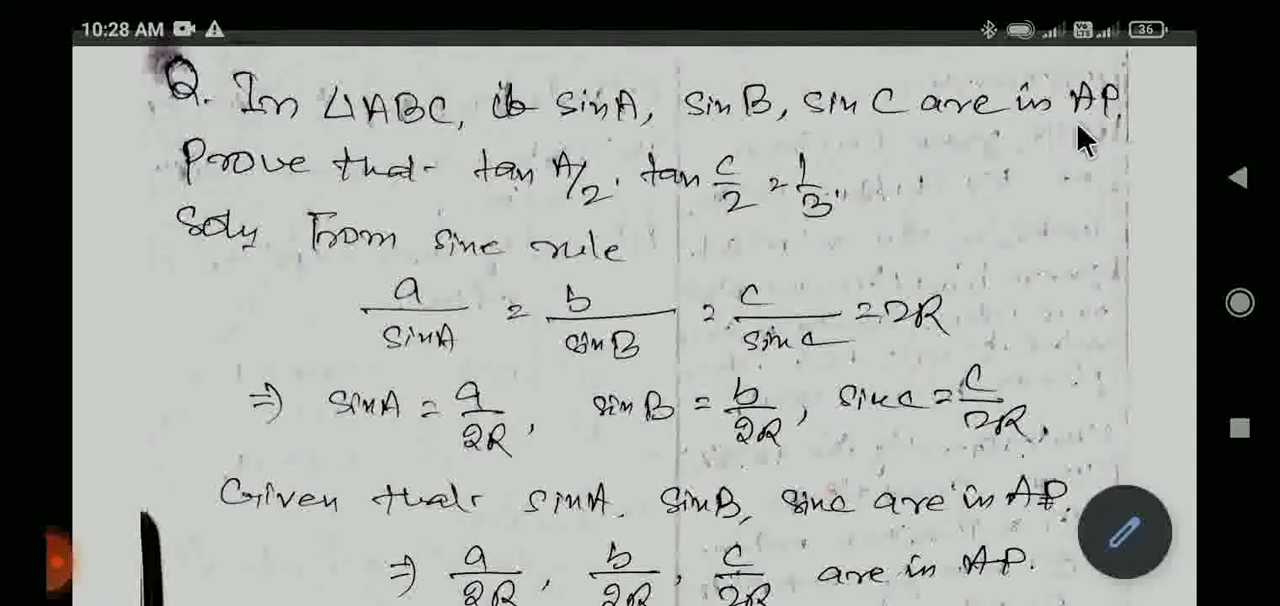 10:28 AM 36
Q. In △ABC, if sinA, sinB, sinC are in AP,
Prove that tan A/2 . tan C/2 = 1/3.
Soln From sine rule
a/sinA = b/sinB = c/sinC = 2R
⇒ sinA = a/2R, sinB = b/2R, sinC = c/2R.
Given that sinA, sinB, sinC are in AP.
⇒ a/2R, b/2R, c/2R are in AP.